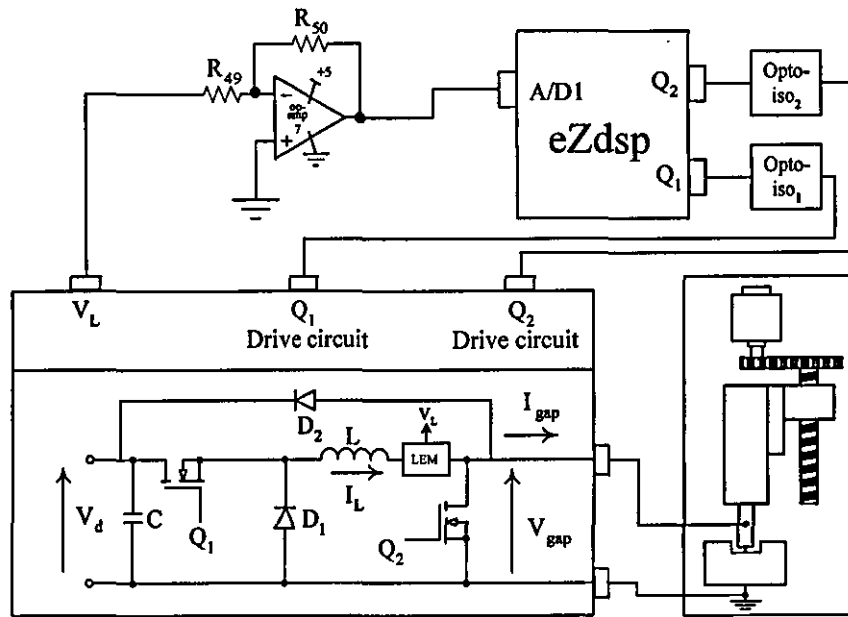 R50
R49
+5
-
op-
amp
7
+
A/D1
eZdsp
Q2
Q1
Opto-
iso2
Opto-
iso1
VL
Q1
Drive circuit
Q2
Drive circuit
D2
L
VL
LEM
Igap
IL
Vd
C
Q1
D1
Q2
Vgap